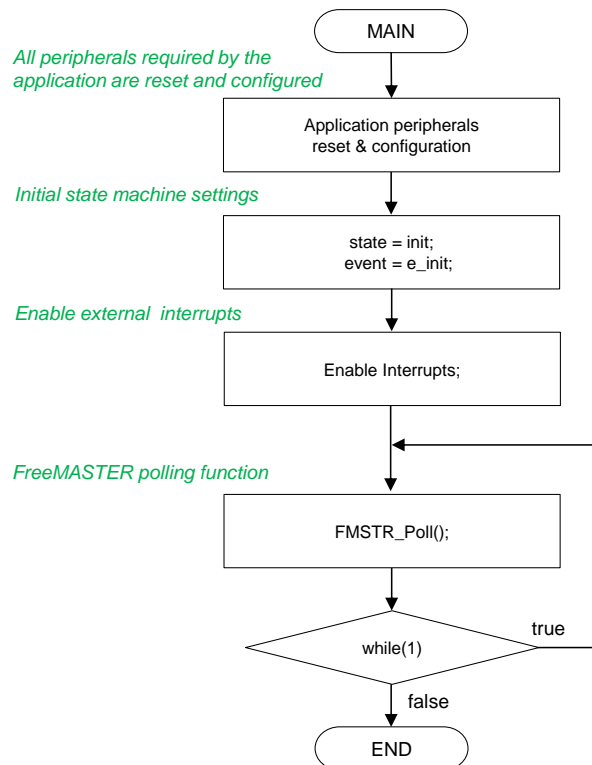 MAIN
All peripherals required by the
application are reset and configured
Application peripherals
reset & configuration
Initial state machine settings
state = init;
event = e_init;
Enable external  interrupts
Enable Interrupts;
FreeMASTER polling function
FMSTR_Poll();
while(1)
true
false
END